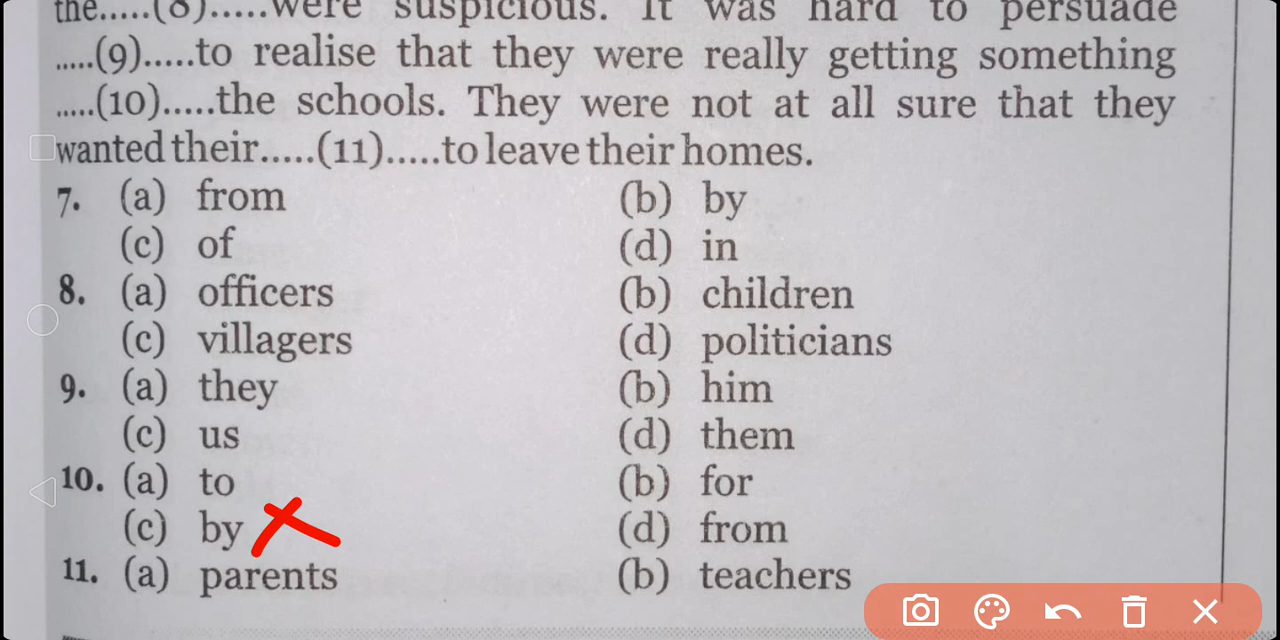 the.....(8).....were suspicious. It was hard to persuade
.....(9).....to realise that they were really getting something
.....(10).....the schools. They were not at all sure that they
wanted their.....(11).....to leave their homes.
7. (a) from (b) by
(c) of (d) in
8. (a) officers (b) children
(c) villagers (d) politicians
9. (a) they (b) him
(c) us (d) them
10. (a) to (b) for
(c) by (d) from
11. (a) parents (b) teachers